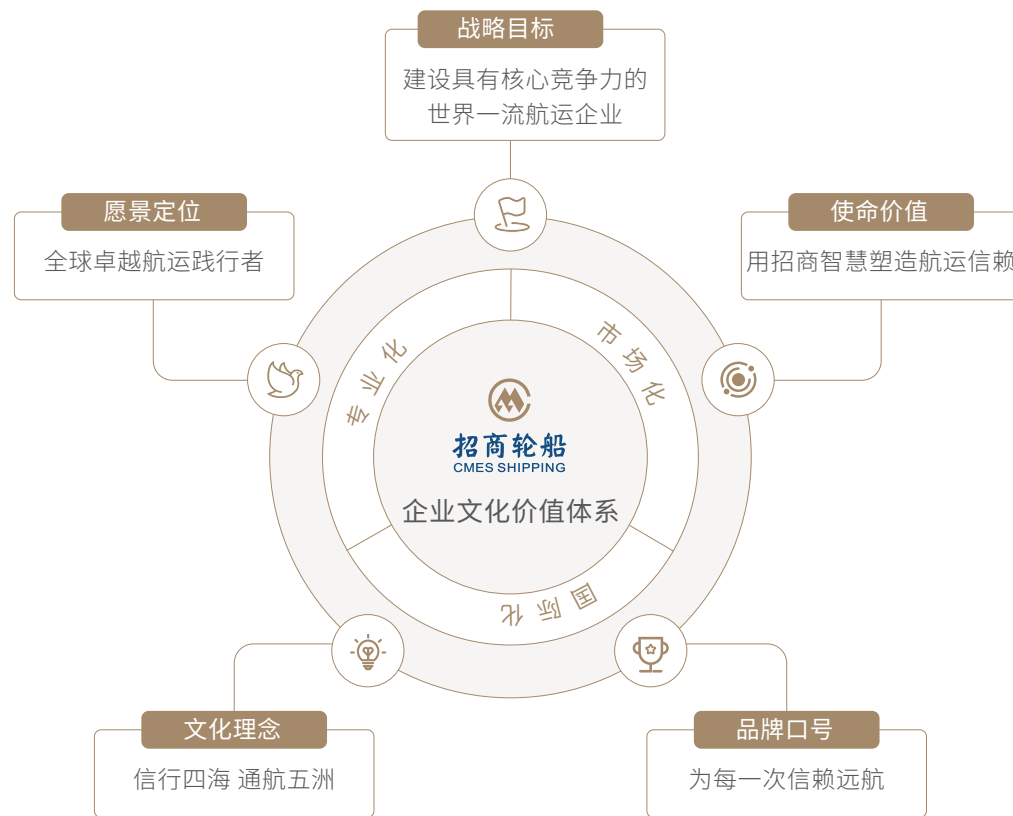 战略目标
建设具有核心竞争力的
世界一流航运企业
愿景定位
全球卓越航运践行者
使命价值
用招商智慧塑造航运信赖
专业化
市场化
招商轮船
CMES SHIPPING
企业文化价值体系
国际化
文化理念
信行四海 通航五洲
品牌口号
为每一次信赖远航